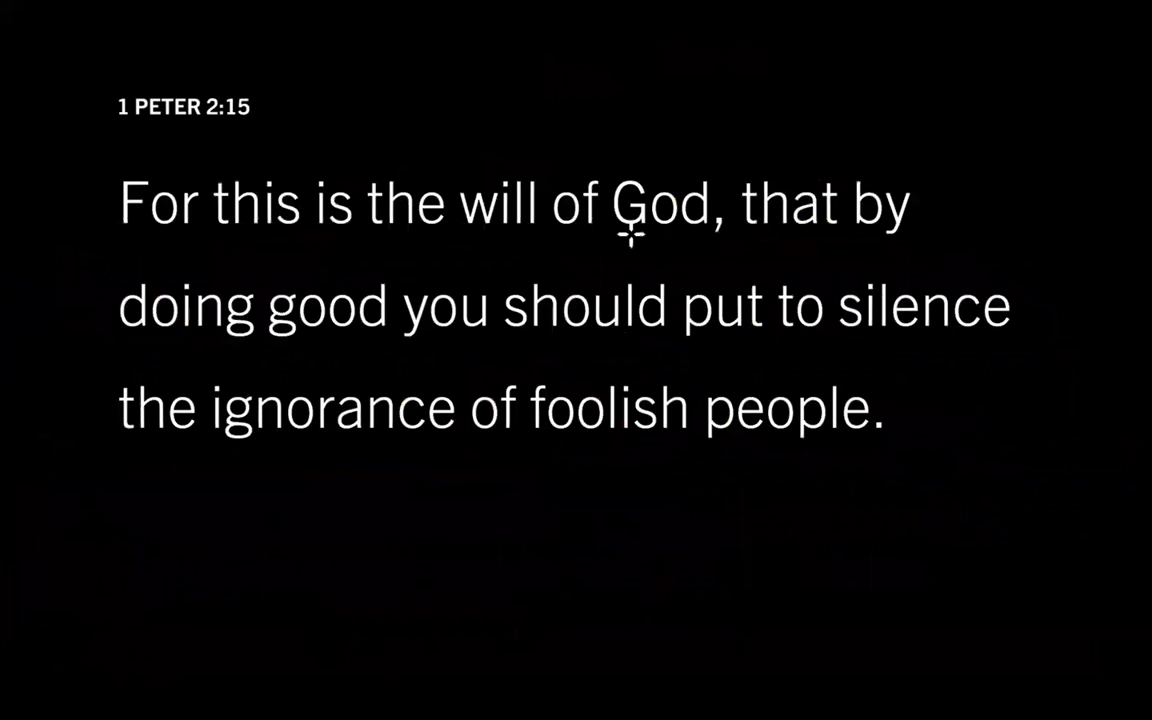 1 PETER 2:15
For this is the will of God, that by
doing good you should put to silence
the ignorance of foolish people.